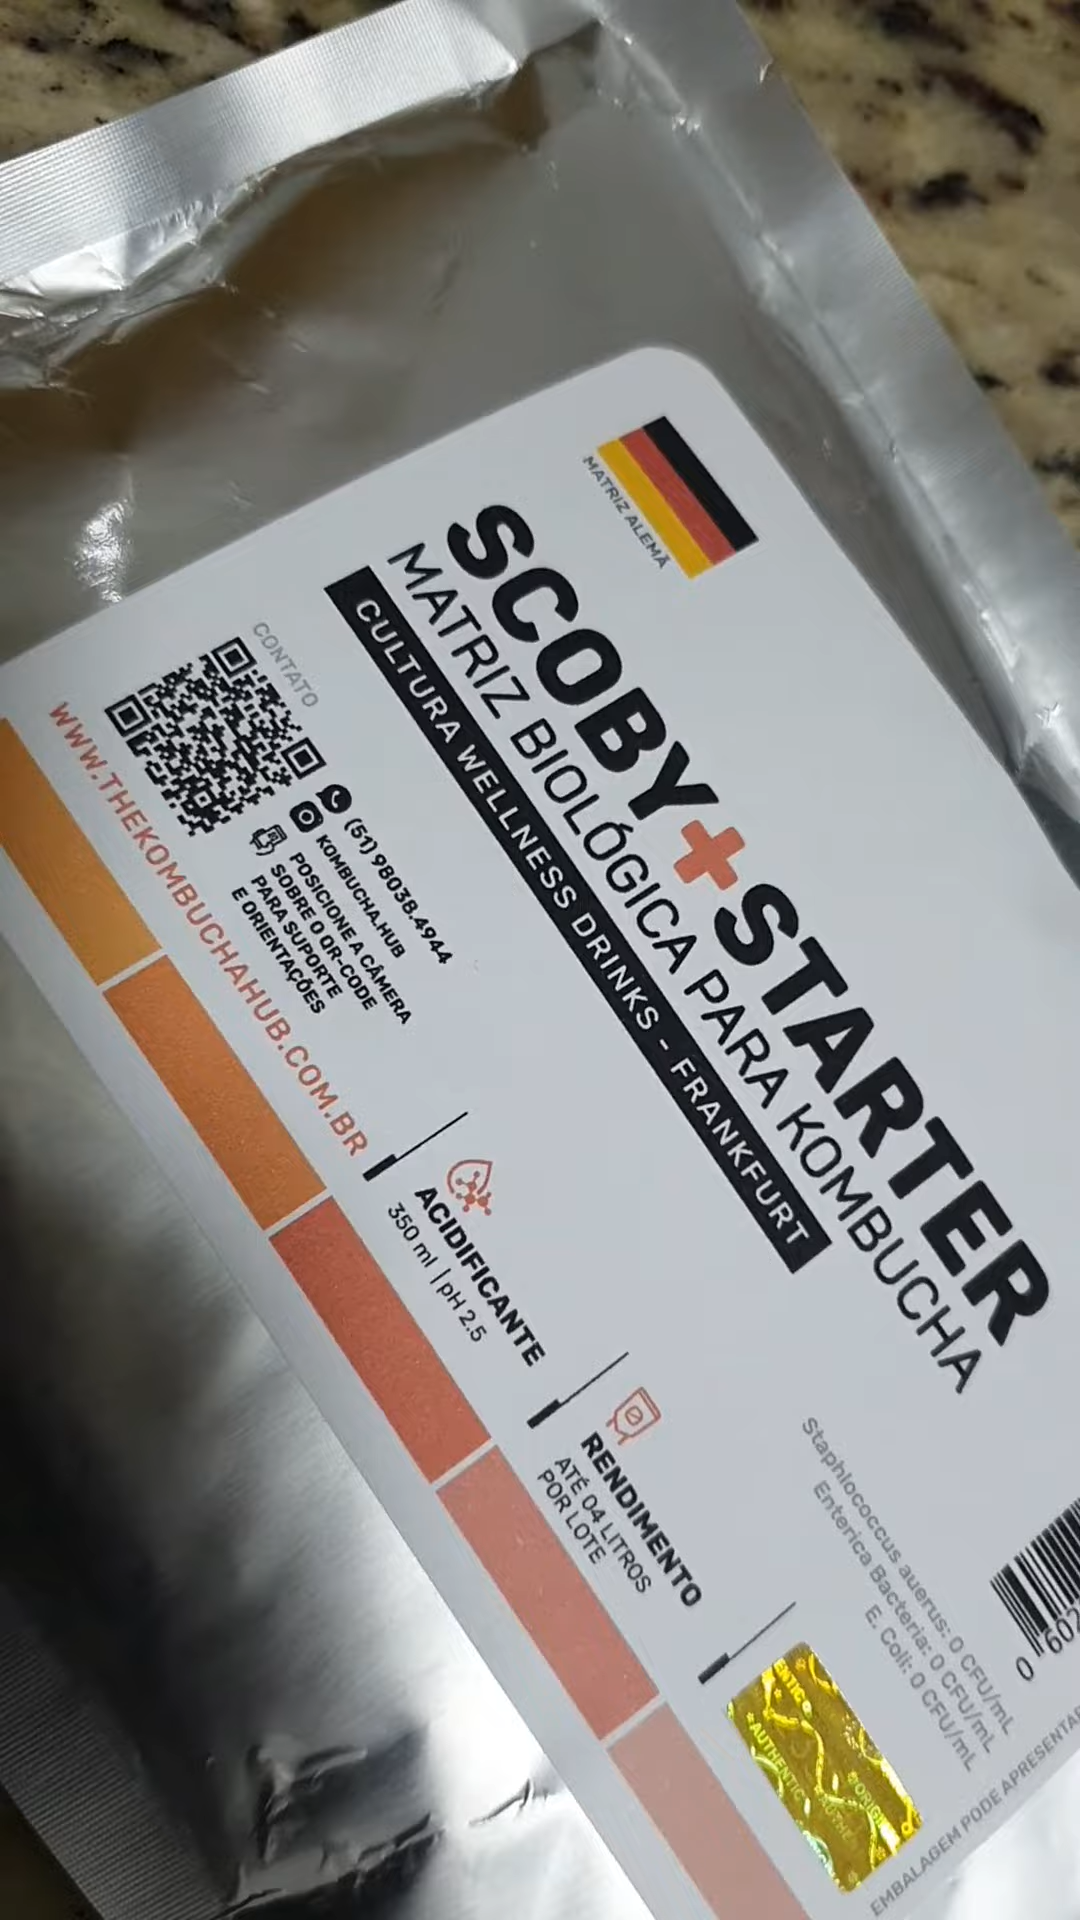 MATRIZ ALEMÃ
SCOBY+STARTER
MATRIZ BIOLÓGICA PARA KOMBUCHA
CULTURA WELLNESS DRINKS - FRANKFURT
CONTATO
(51) 98038.4944
KOMBUCHA.HUB
POSICIONE A CÂMERA
SOBRE O QR-CODE
PARA SUPORTE
E ORIENTAÇÕES
WWW.THEKOMBUCHAHUB.COM.BR
ACIDIFICANTE
350 ml | pH 2.5
RENDIMENTO
ATÉ 04 LITROS
POR LOTE
Staphlococcus auerus: 0 CFU/mL
Enterica Bacteria: 0 CFU/mL
E. Coli: 0 CFU/mL
0
AUTHENTIC
EMBALAGEM PODE APRESENTAR